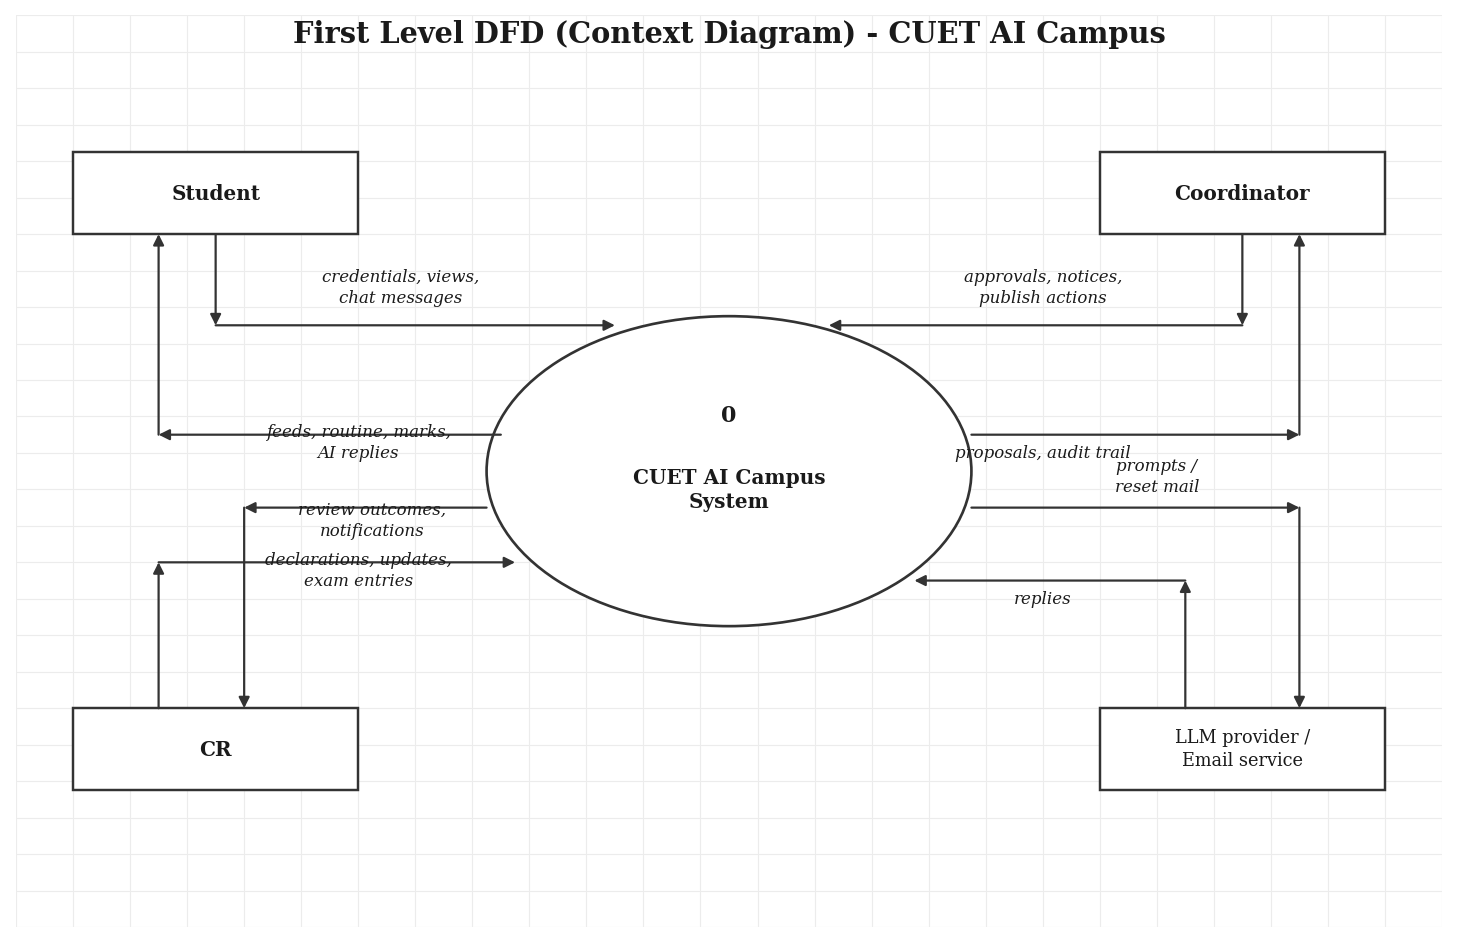 First Level DFD (Context Diagram) - CUET AI Campus
Student
Coordinator
credentials, views,
chat messages
approvals, notices,
publish actions
0
CUET AI Campus
System
feeds, routine, marks,
AI replies
proposals, audit trail
prompts /
reset mail
review outcomes,
notifications
declarations, updates,
exam entries
replies
CR
LLM provider /
Email service